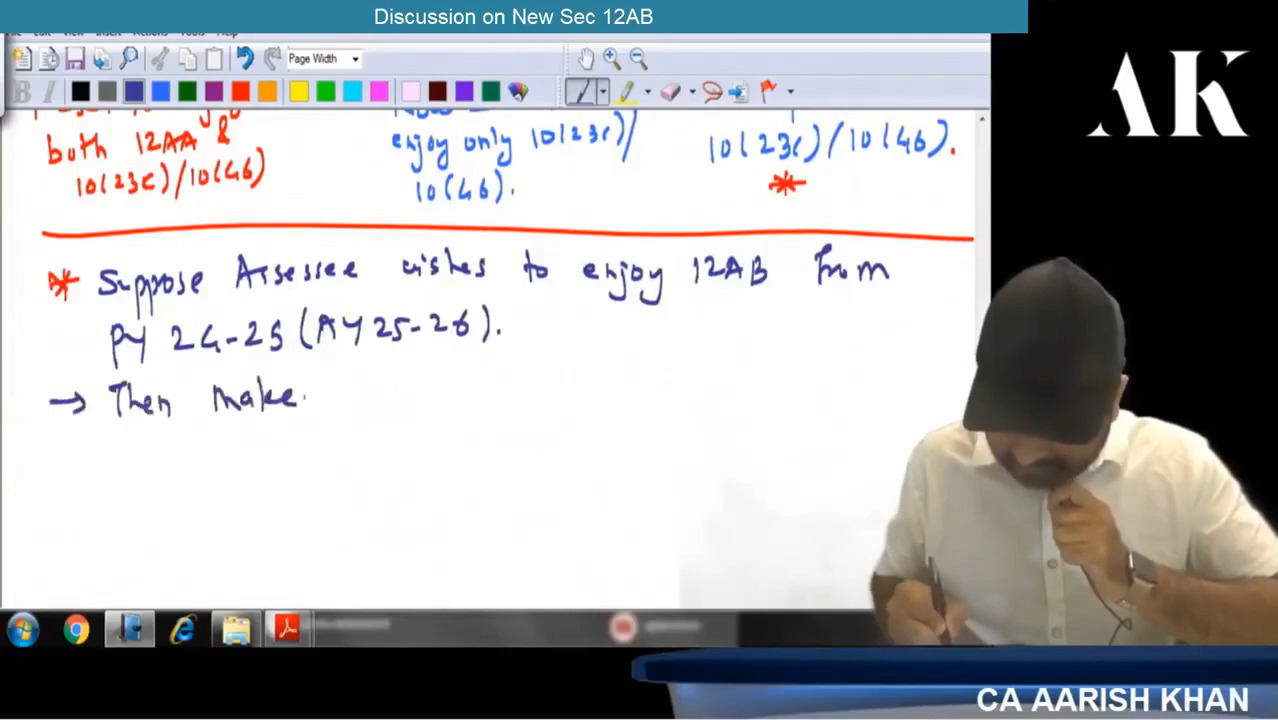 Discussion on New Sec 12AB
Page Width
AK
both 12AA &
10(23C)/10(46)
enjoy only 10(23C)/
10(46).
10(23C)/10(46).
* Suppose Assessee wishes to enjoy 12AB from
PY 24-25 (AY 25-26).
→ Then make
CA AARISH KHAN